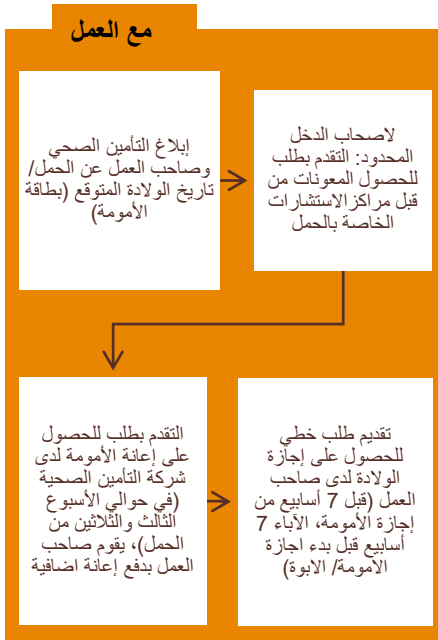 مع العمل
إبلاغ التأمين الصحي
وصاحب العمل عن الحمل/
تاريخ الولادة المتوقع (بطاقة
الأمومة)
لاصحاب الدخل
المحدود: التقدم بطلب
للحصول المعونات من
قبل مراكز الاستشارات
الخاصة بالحمل
التقدم بطلب للحصول
على إعانة الأمومة لدى
شركة التأمين الصحية
(في حوالي الأسبوع
الثالث والثلاثين من
الحمل)، يقوم صاحب
العمل بدفع إعانة اضافية
تقديم طلب خطي
للحصول على إجازة
الولادة لدى صاحب
العمل (قبل 7 أسابيع من
إجازة الأمومة، الآباء 7
أسابيع قبل بدء اجازة
الامومة/ الابوة)